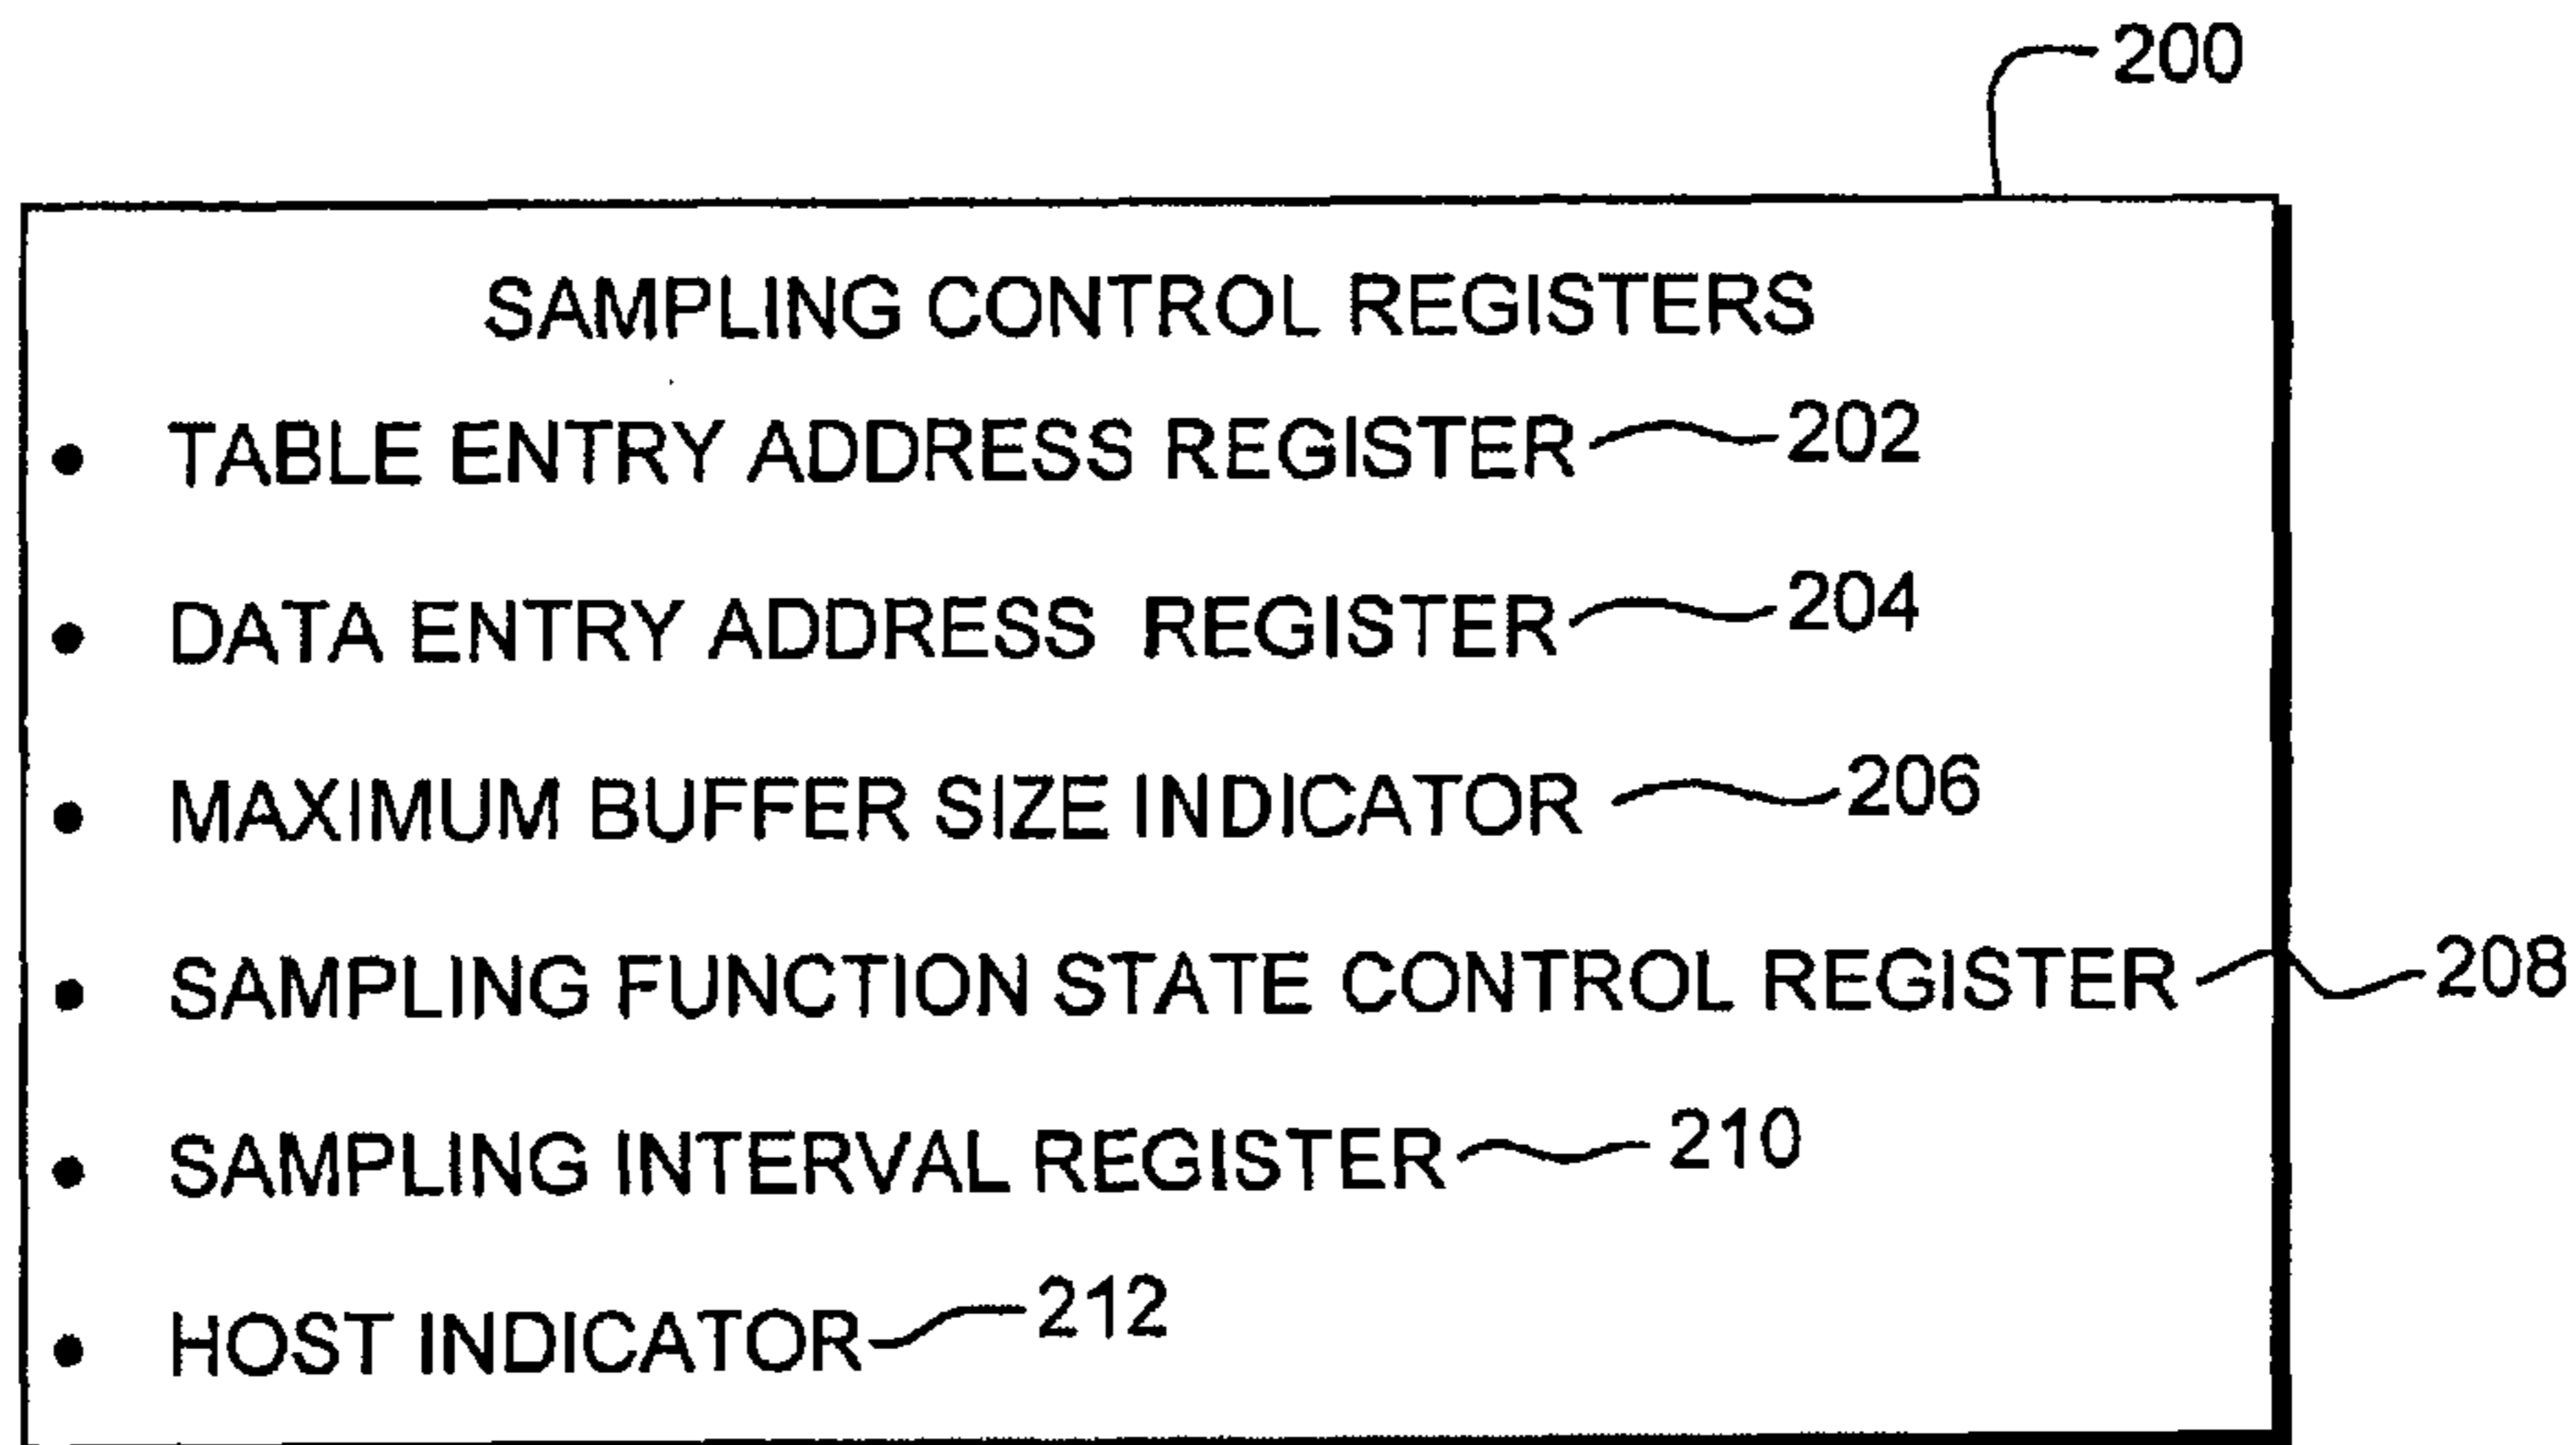 200
SAMPLING CONTROL REGISTERS
• TABLE ENTRY ADDRESS REGISTER 202
• DATA ENTRY ADDRESS REGISTER 204
• MAXIMUM BUFFER SIZE INDICATOR 206
• SAMPLING FUNCTION STATE CONTROL REGISTER 208
• SAMPLING INTERVAL REGISTER 210
• HOST INDICATOR 212